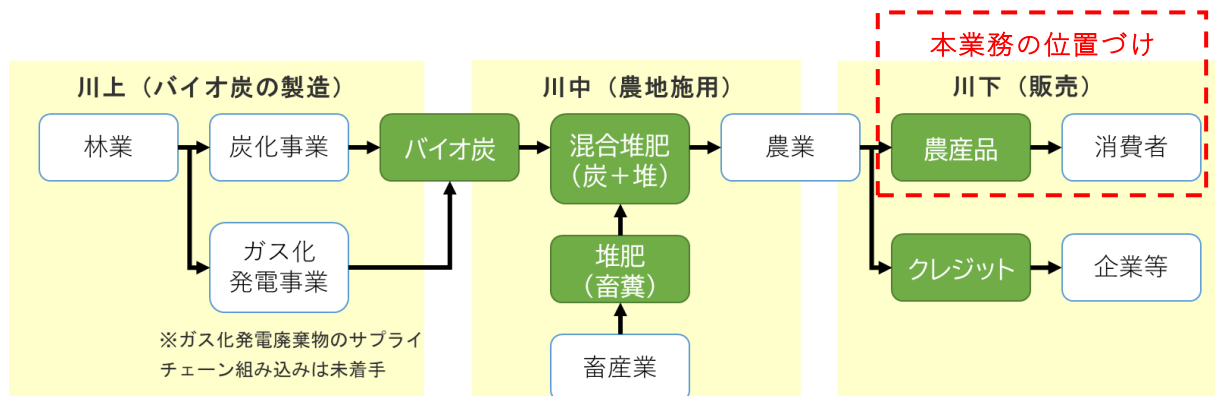 本業務の位置づけ
川上（バイオ炭の製造）
川中（農地施用）
川下（販売）
林業
炭化事業
バイオ炭
混合堆肥
（炭＋堆）
農業
農産品
消費者
ガス化
発電事業
堆肥
（畜糞）
クレジット
企業等
※ガス化発電廃棄物のサプライ
チェーン組み込みは未着手
畜産業